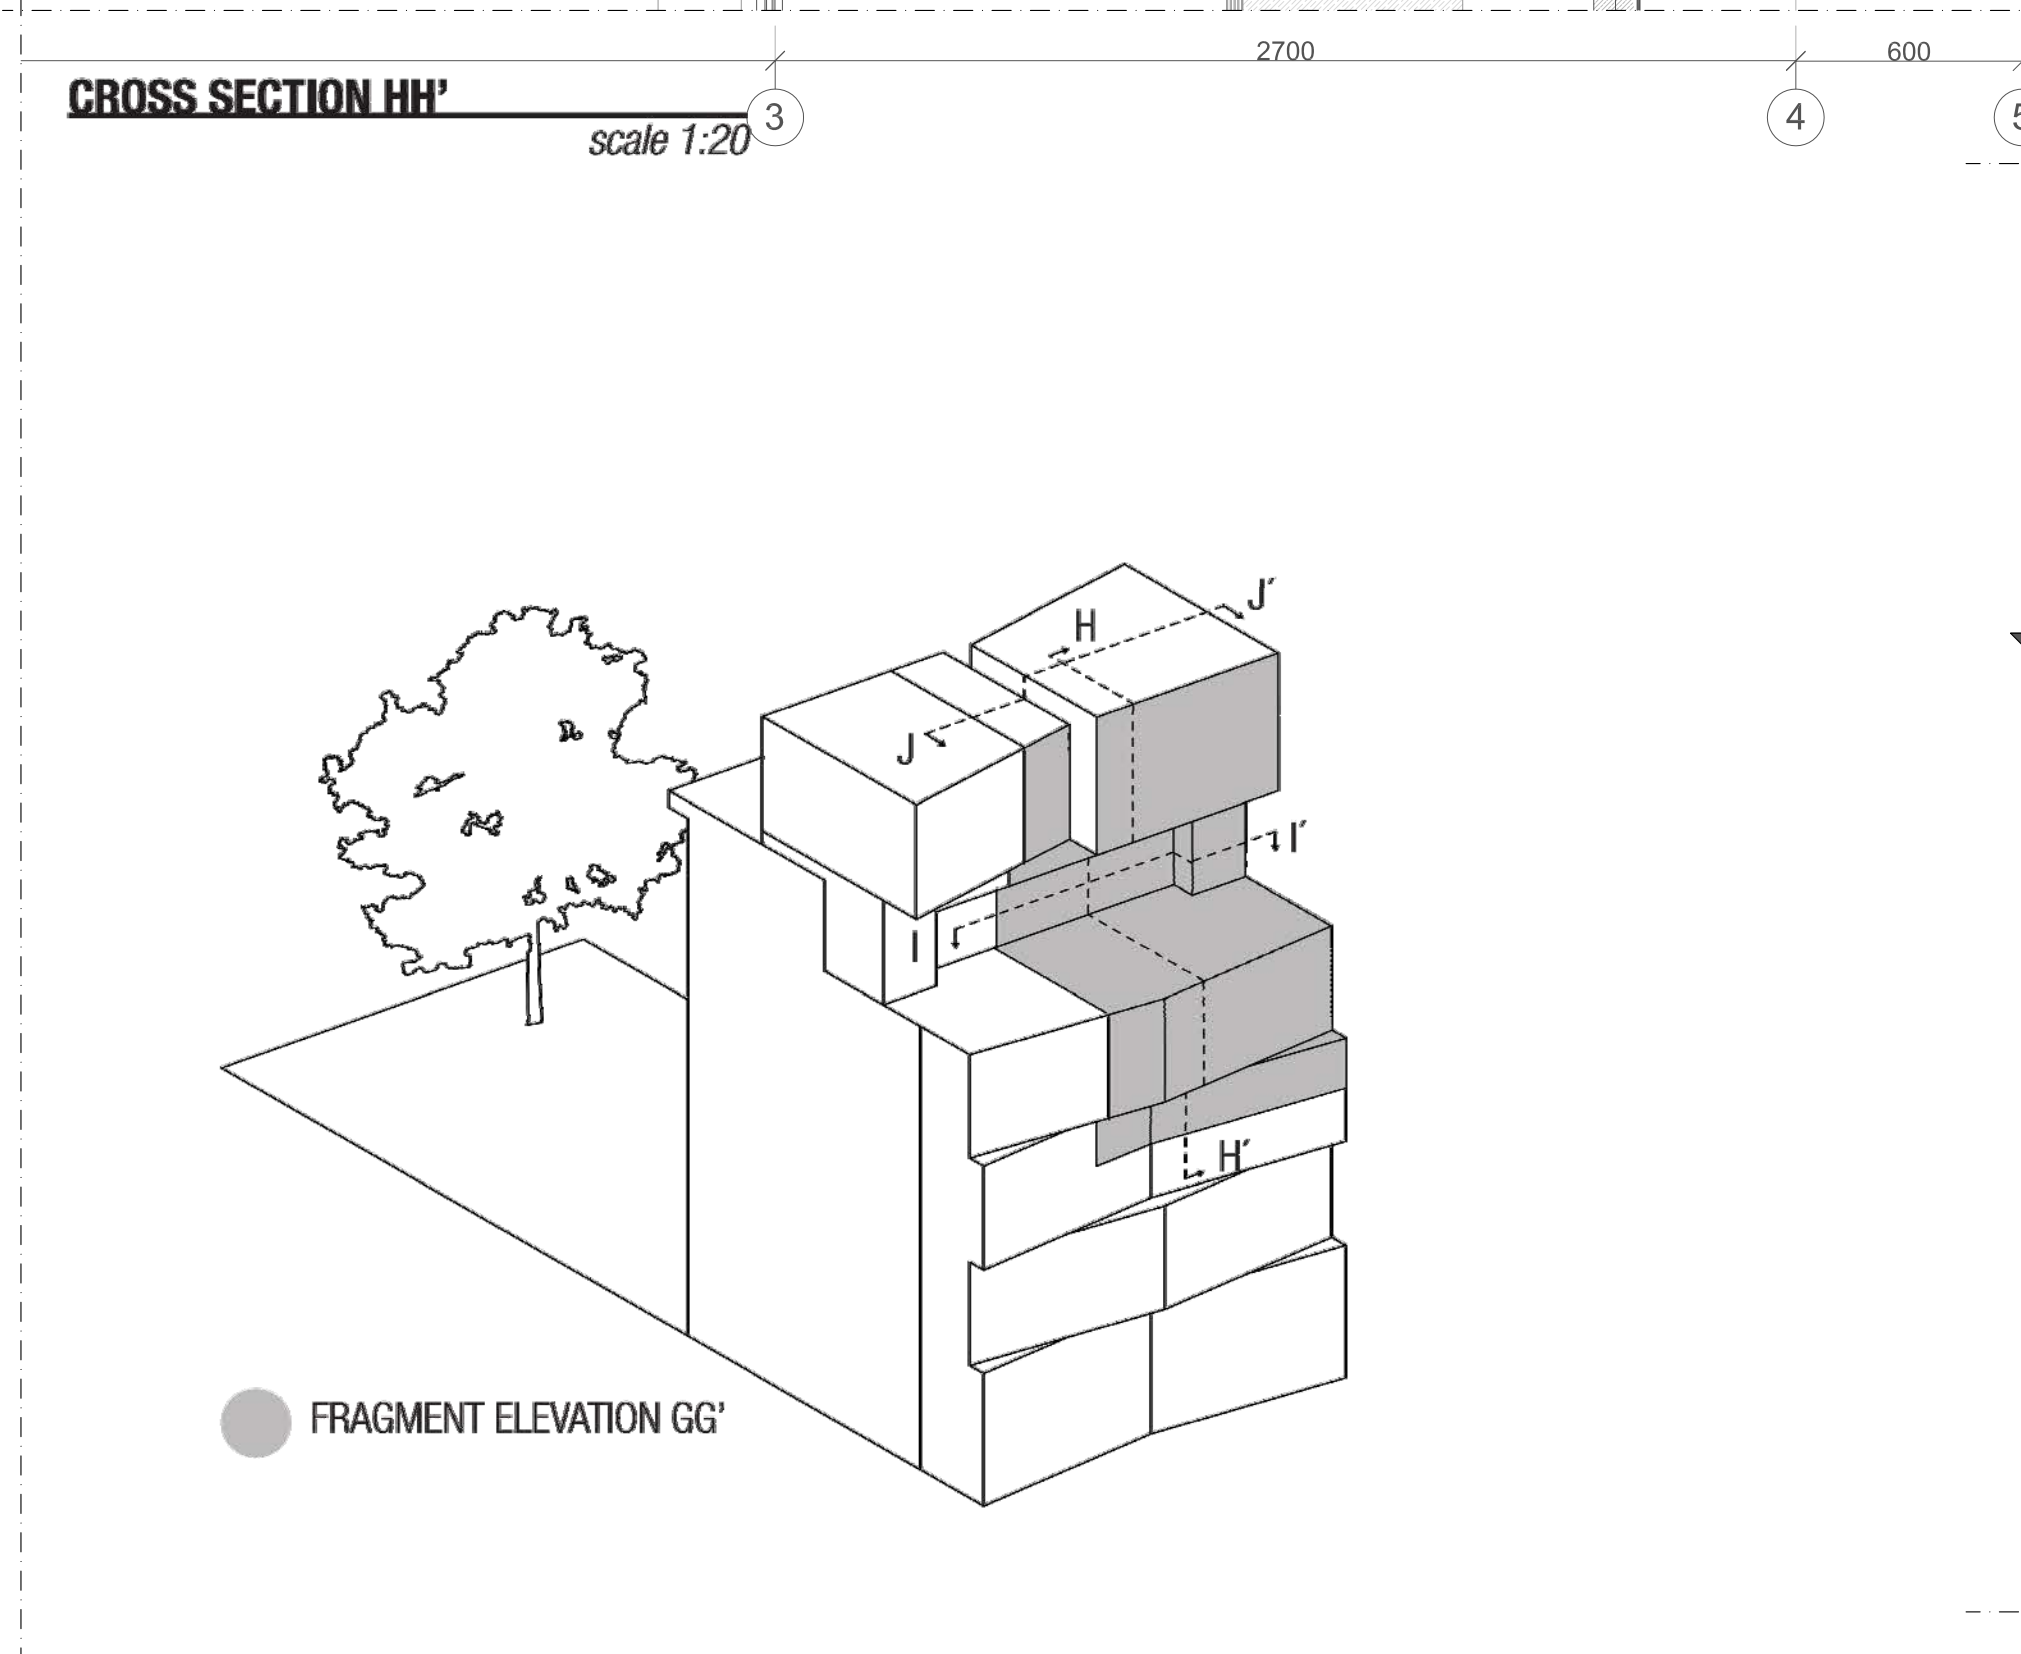 2700
600
CROSS SECTION HH’
3
4
scale 1:20
J′
H
J
I′
I
H′
FRAGMENT ELEVATION GG’